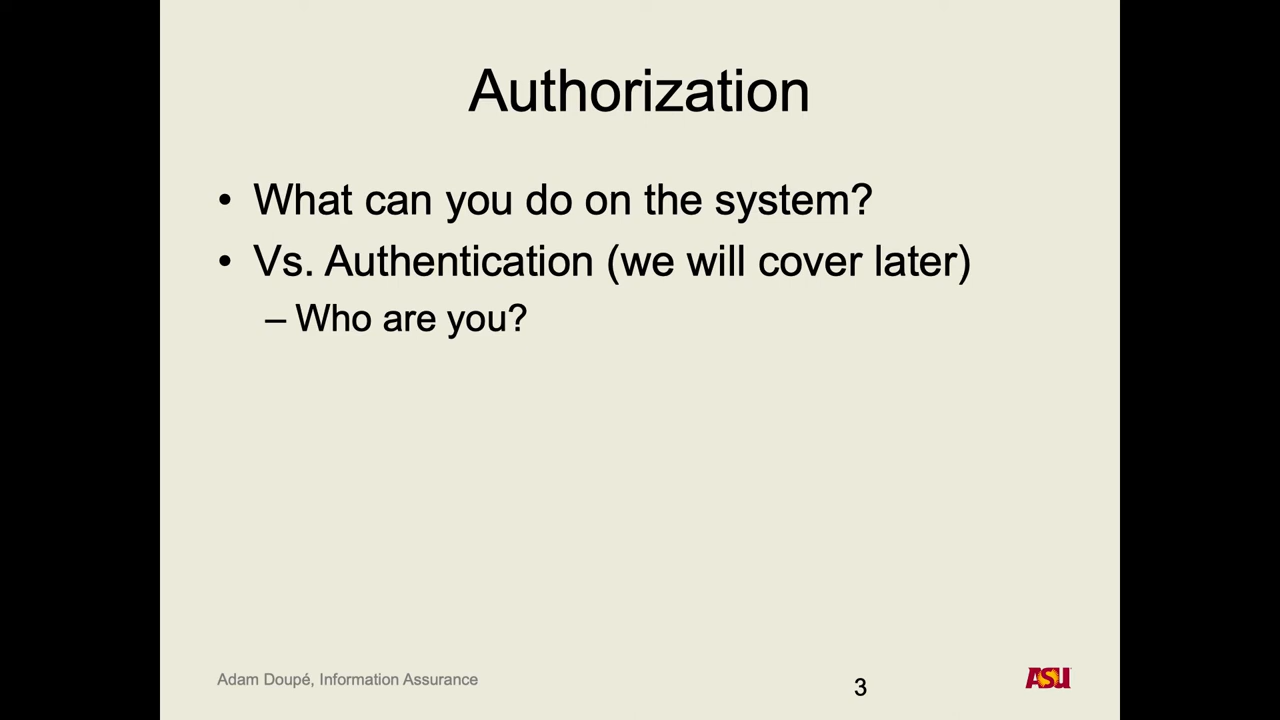 Authorization
• What can you do on the system?
• Vs. Authentication (we will cover later)
– Who are you?
Adam Doupé, Information Assurance
3
ASU